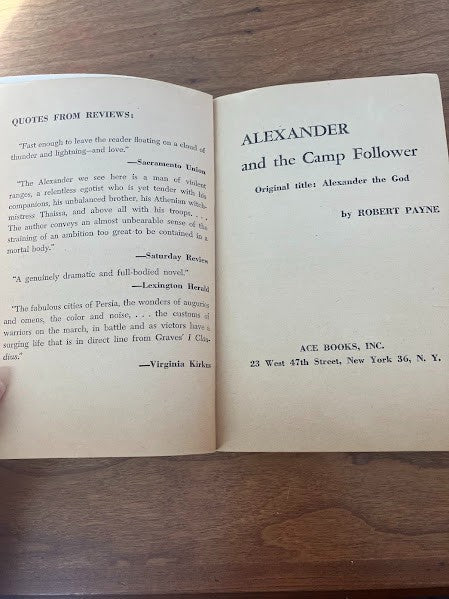 QUOTES FROM REVIEWS:
"Fast enough to leave the reader floating on a cloud of
thunder and lightning—and love."
—Sacramento Union
"The Alexander we see here is a man of violent
ranges, a relentless egotist who is yet tender with his
companions, his unbalanced brother, his Athenian witch-
mistress Thaissa, and above all with his troops. . . .
The author conveys an almost unbearable sense of the
straining of an ambition too great to be contained in a
mortal body."
—Saturday Review
"A genuinely dramatic and full-bodied novel."
—Lexington Herald
"The fabulous cities of Persia, the wonders of auguries
and omens, the color and noise, . . . the customs of
warriors on the march, in battle and as victors have a
surging life that is in direct line from Graves' I Clau-
dius."
—Virginia Kirkus
ALEXANDER
and the Camp Follower
Original title: Alexander the God
by ROBERT PAYNE
ACE BOOKS, INC.
23 West 47th Street, New York 36, N. Y.